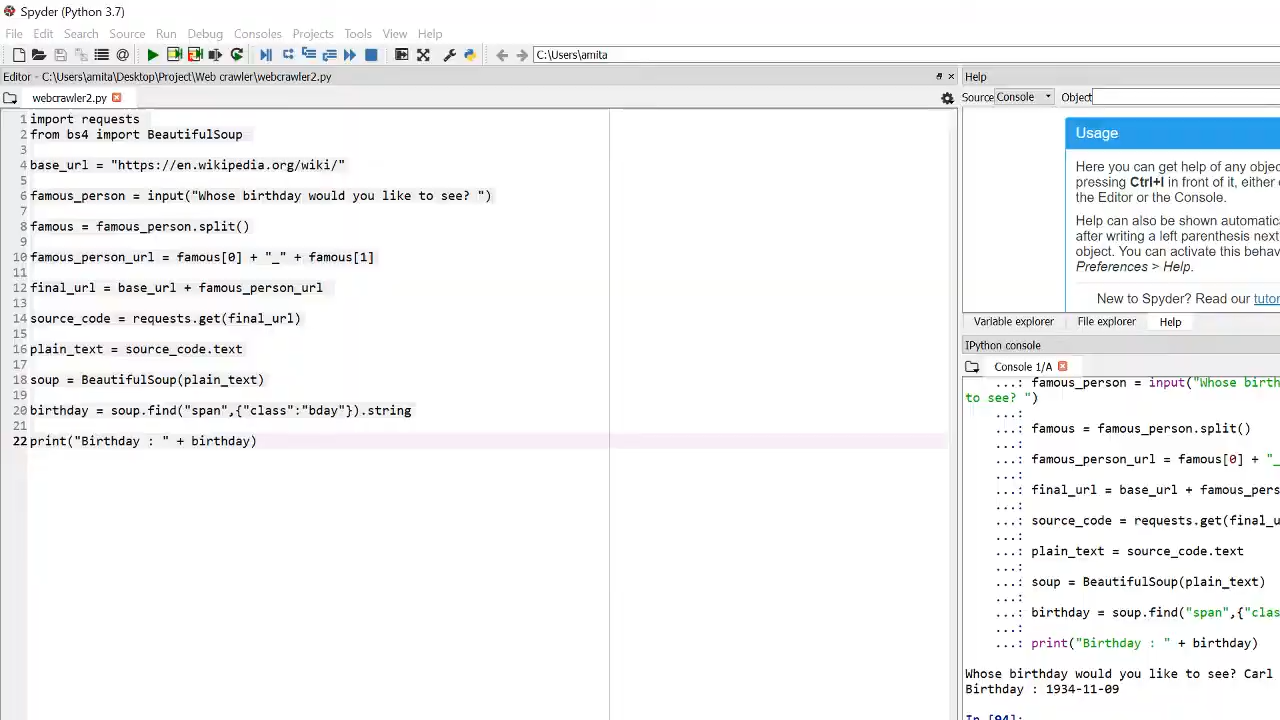 Spyder (Python 3.7)
File Edit Search Source Run Debug Consoles Projects Tools View Help
C:\Users\amita
Editor - C:\Users\amita\Desktop\Project\Web crawler\webcrawler2.py
webcrawler2.py
1 import requests
2 from bs4 import BeautifulSoup
3
4 base_url = "https://en.wikipedia.org/wiki/"
5
6 famous_person = input("Whose birthday would you like to see? ")
7
8 famous = famous_person.split()
9
10 famous_person_url = famous[0] + "_" + famous[1]
11
12 final_url = base_url + famous_person_url
13
14 source_code = requests.get(final_url)
15
16 plain_text = source_code.text
17
18 soup = BeautifulSoup(plain_text)
19
20 birthday = soup.find("span",{"class":"bday"}).string
21
22 print("Birthday : " + birthday)
Help
Source Console Object
Usage
Here you can get help of any objec
pressing Ctrl+I in front of it, either
the Editor or the Console.
Help can also be shown automatica
after writing a left parenthesis next
object. You can activate this behav
Preferences > Help.
New to Spyder? Read our tutor
Variable explorer File explorer Help
IPython console
Console 1/A
...: famous_person = input("Whose birth
to see? ")
...:
...: famous = famous_person.split()
...:
...: famous_person_url = famous[0] + "_
...:
...: final_url = base_url + famous_pers
...:
...: source_code = requests.get(final_u
...:
...: plain_text = source_code.text
...:
...: soup = BeautifulSoup(plain_text)
...:
...: birthday = soup.find("span",{"clas
...:
...: print("Birthday : " + birthday)
Whose birthday would you like to see? Carl
Birthday : 1934-11-09
In [94]: